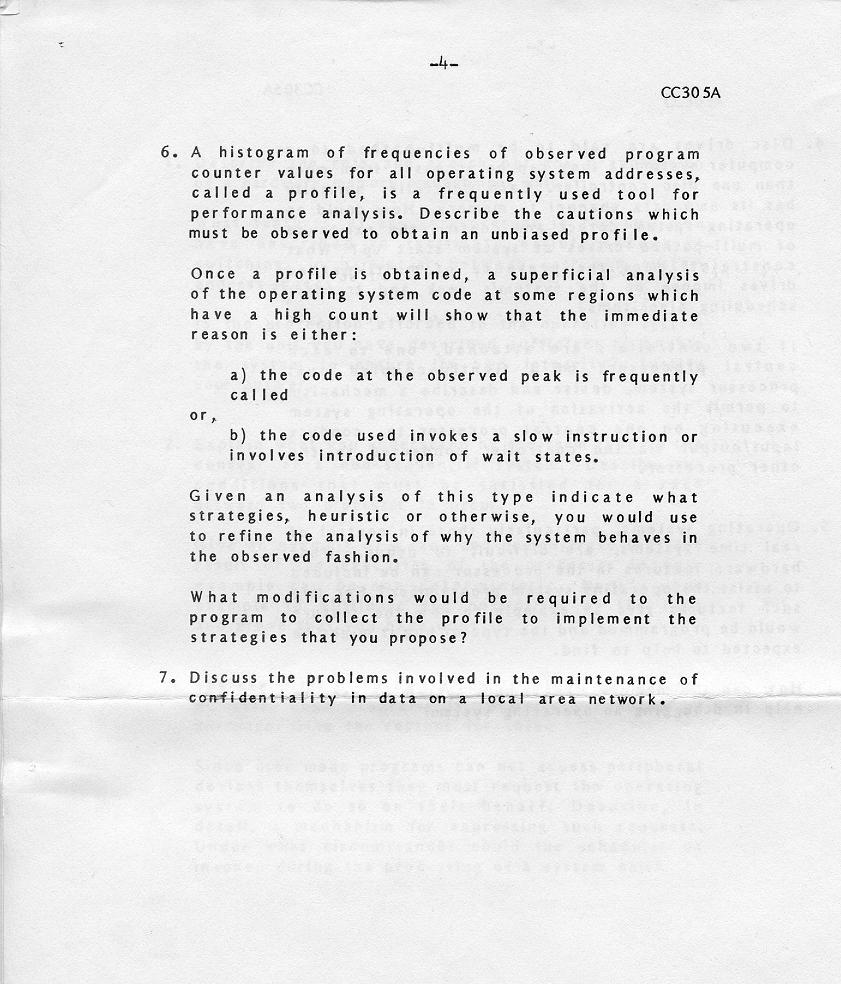 -4-
CC305A
6. A histogram of frequencies of observed program
counter values for all operating system addresses,
called a profile, is a frequently used tool for
performance analysis. Describe the cautions which
must be observed to obtain an unbiased profile.
Once a profile is obtained, a superficial analysis
of the operating system code at some regions which
have a high count will show that the immediate
reason is either:
a) the code at the observed peak is frequently
called
or,
b) the code used invokes a slow instruction or
involves introduction of wait states.
Given an analysis of this type indicate what
strategies, heuristic or otherwise, you would use
to refine the analysis of why the system behaves in
the observed fashion.
What modifications would be required to the
program to collect the profile to implement the
strategies that you propose?
7. Discuss the problems involved in the maintenance of
confidentiality in data on a local area network.